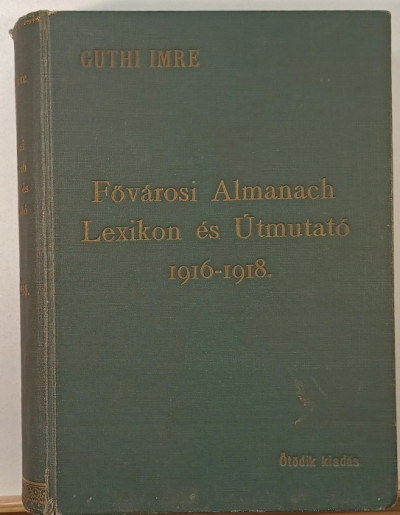 GUTHI IMRE
Fővárosi Almanach
Lexikon és Útmutató
1916-1918.
Ötödik kiadás